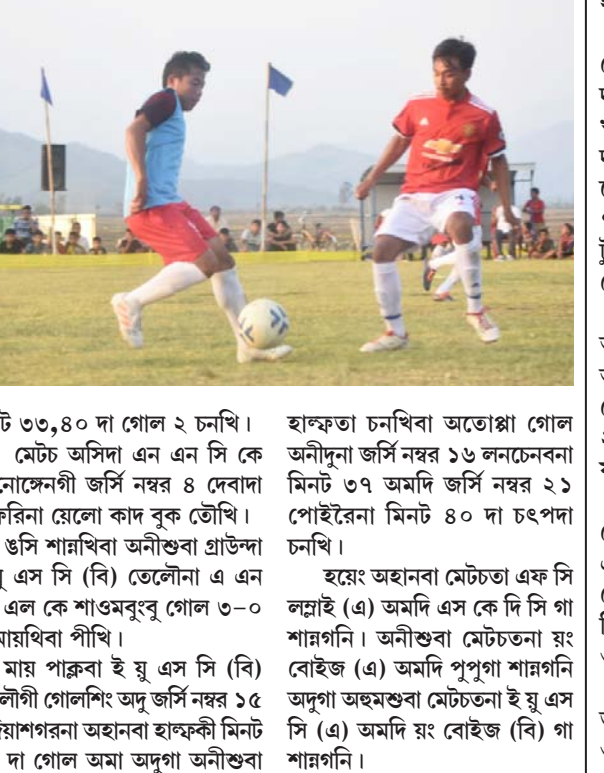 ৩৩,৪০ দা গোল ২ চনখি।
মেটচ অসিদা এন এন সি কে
জর্সি নম্বর ৪ দেবাদা
য়েলো কাদ বুক তৌখি।
ঙসি শান্নখিবা অনীশুবা গ্রাউন্দা
এস সি (বি) তেলৌনা এ এন
এল কে শাওমবুংবু গোল ৩-০
পীখি।
মায় পাক্লবা ই য়ু এস সি (বি)
গোলশিং অদু জর্সি নম্বর ১৫
অহানবা হাল্ফকী মিনট
দা গোল অমা অদুগা অনীশুবা
হাল্ফতা চনখিবা অতোপ্পা গোল
অনীদুনা জর্সি নম্বর ১৬ লনচেনবনা
মিনট ৩৭ অমদি জর্সি নম্বর ২১
পোইরৈনা মিনট ৪০ দা চৎপদা
চনখি।
হয়েং অহানবা মেটচতা এফ সি
লম্লাই (এ) অমদি এস কে দি সি গা
শান্নগনি। অনীশুবা মেটচতনা য়ং
বোইজ (এ) অমদি পুপুগা শান্নগনি
অদুগা অহুমশুবা মেটচতনা ই য়ু এস
সি (এ) অমদি য়ং বোইজ (বি) গা
শান্নগনি।